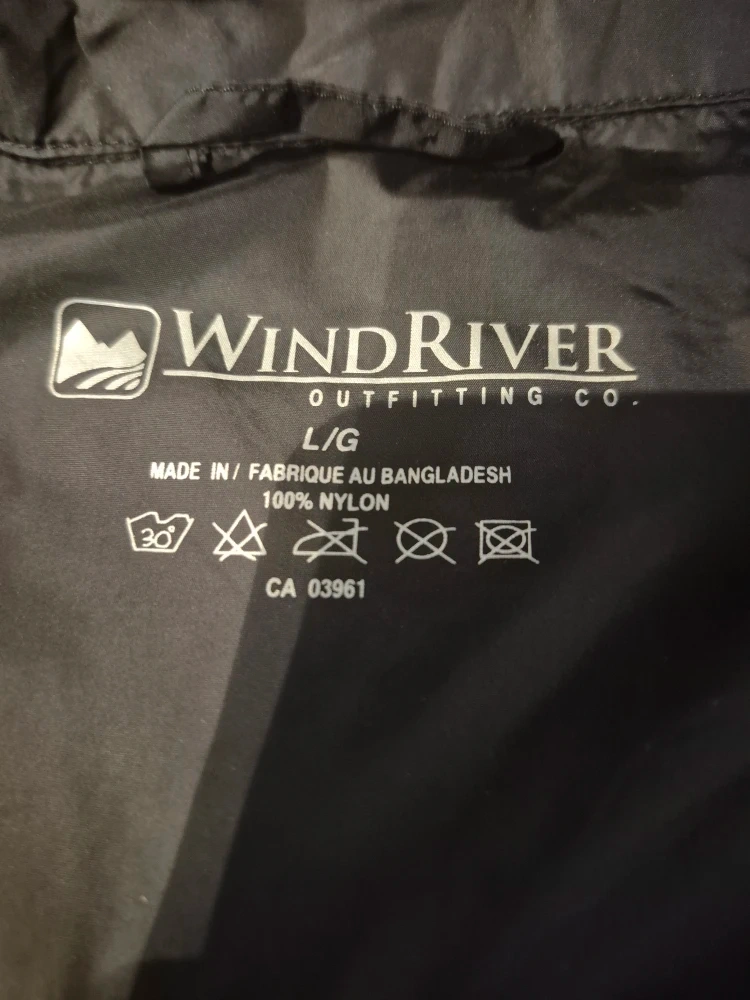 WINDRIVER
OUTFITTING CO.
L/G
MADE IN / FABRIQUE AU BANGLADESH
100% NYLON
30°
CA 03961